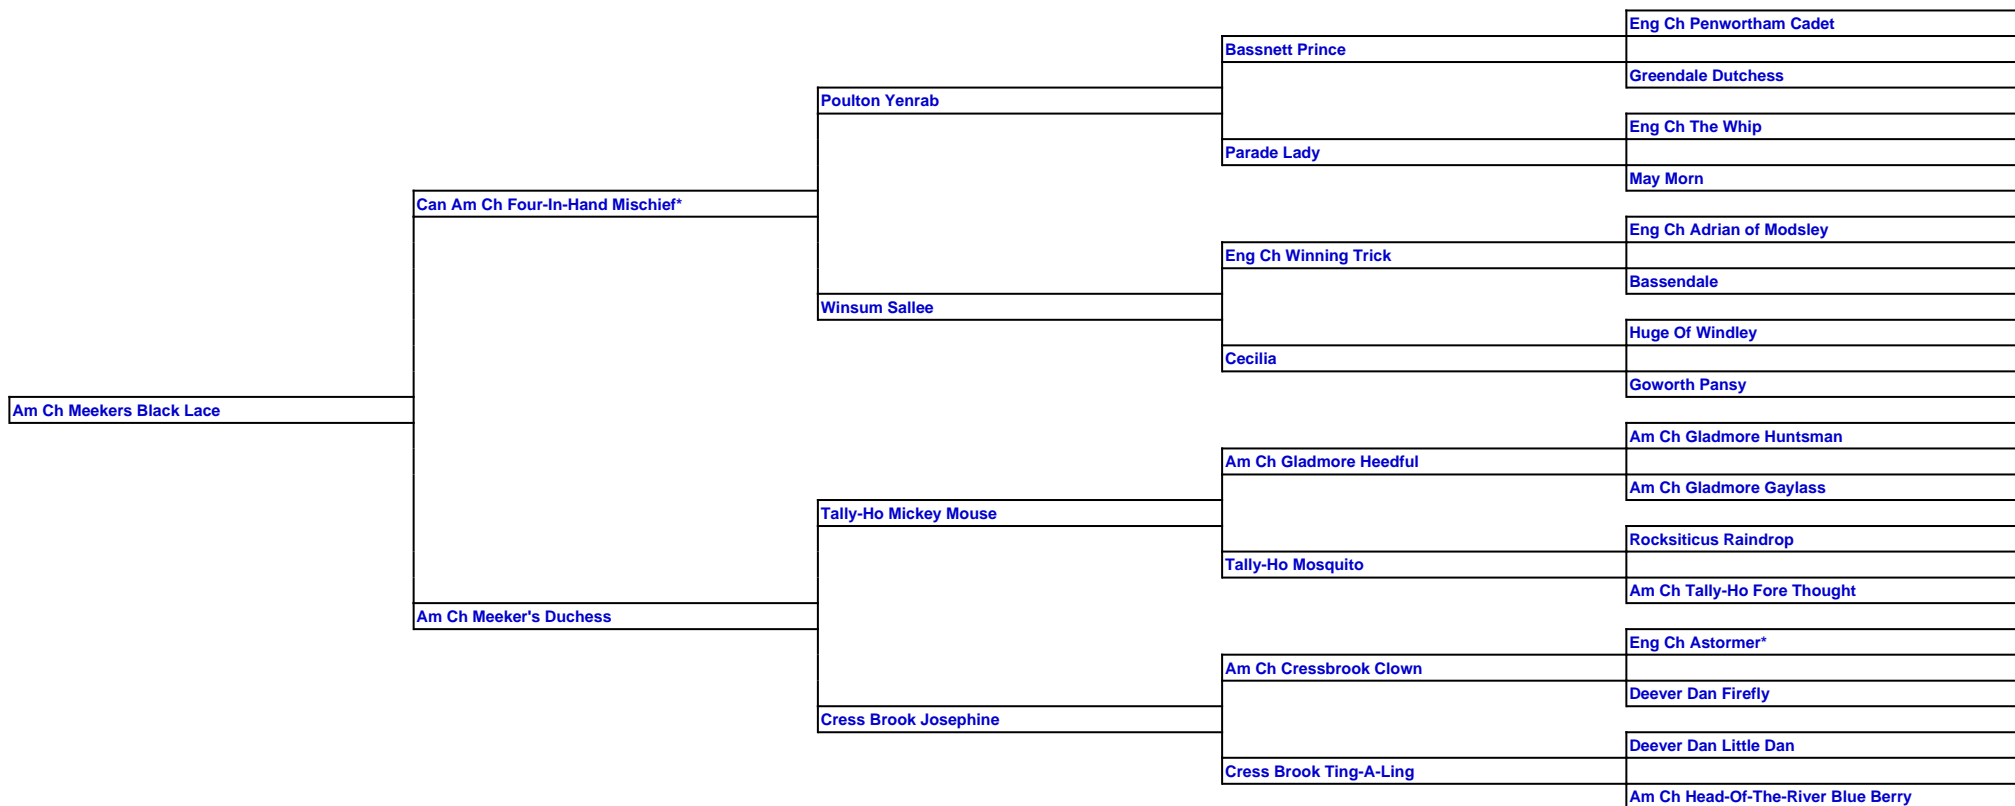 Eng Ch Penwortham Cadet
Bassnett Prince
Greendale Dutchess
Poulton Yenrab
Eng Ch The Whip
Parade Lady
May Morn
Can Am Ch Four-In-Hand Mischief*
Eng Ch Adrian of Modsley
Eng Ch Winning Trick
Bassendale
Winsum Sallee
Huge Of Windley
Cecilia
Goworth Pansy
Am Ch Meekers Black Lace
Am Ch Gladmore Huntsman
Am Ch Gladmore Heedful
Am Ch Gladmore Gaylass
Tally-Ho Mickey Mouse
Rocksiticus Raindrop
Tally-Ho Mosquito
Am Ch Tally-Ho Fore Thought
Am Ch Meeker's Duchess
Eng Ch Astormer*
Am Ch Cressbrook Clown
Deever Dan Firefly
Cress Brook Josephine
Deever Dan Little Dan
Cress Brook Ting-A-Ling
Am Ch Head-Of-The-River Blue Berry